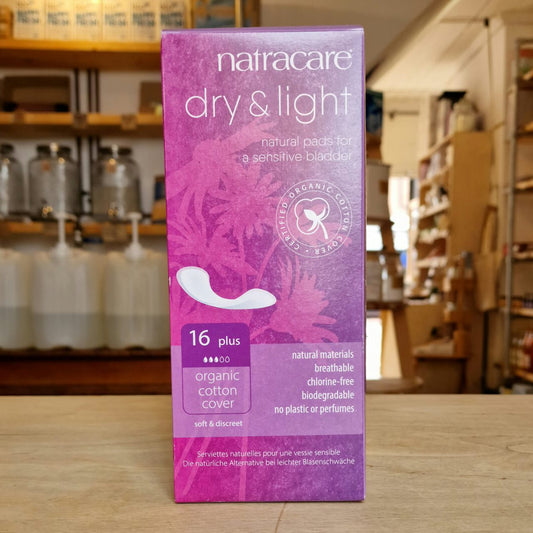 natracare
dry & light
natural pads for
a sensitive bladder
CERTIFIED ORGANIC COTTON COVER •
16 plus
organic
cotton
cover
soft & discreet
natural materials
breathable
chlorine-free
biodegradable
no plastic or perfumes
Serviettes naturelles pour une vessie sensible
Die natürliche Alternative bei leichter Blasenschwäche